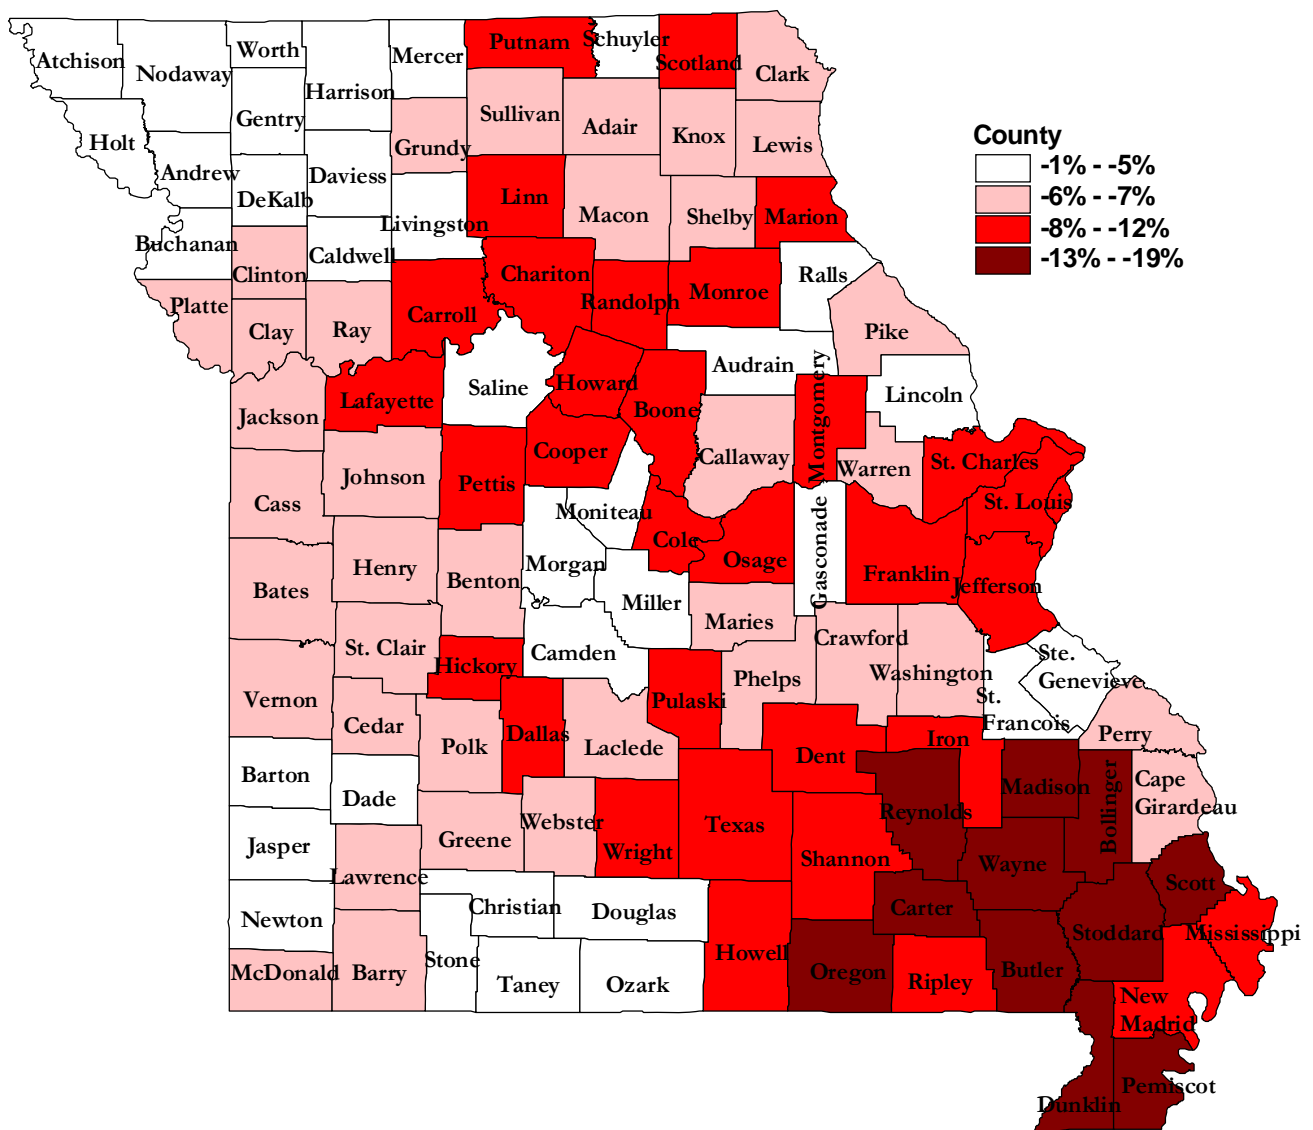 Atchison
Nodaway
Worth
Harrison
Mercer
Putnam
Schuyler
Scotland
Clark
Gentry
Holt
Andrew
DeKalb
Daviess
Grundy
Sullivan
Adair
Knox
Lewis
Livingston
Linn
Macon
Shelby
Marion
Buchanan
Clinton
Caldwell
Platte
Clay
Ray
Carroll
Chariton
Randolph
Monroe
Ralls
Pike
Audrain
Montgomery
Lincoln
Jackson
Lafayette
Saline
Howard
Boone
Callaway
Warren
St. Charles
St. Louis
Cass
Johnson
Pettis
Cooper
Moniteau
Cole
Osage
Gasconade
Franklin
Jefferson
Bates
Henry
Benton
Morgan
Miller
Maries
Camden
St. Clair
Hickory
Vernon
Cedar
Polk
Dallas
Laclede
Pulaski
Phelps
Crawford
Washington
St.
Francois
Ste.
Genevieve
Perry
Barton
Dade
Dent
Iron
Madison
Bollinger
Cape
Girardeau
Jasper
Greene
Webster
Wright
Texas
Shannon
Reynolds
Wayne
Scott
Lawrence
Newton
Christian
Douglas
Carter
Stoddard
Mississippi
McDonald
Barry
Stone
Taney
Ozark
Howell
Oregon
Ripley
Butler
New
Madrid
Dunklin
Pemiscot
County
-1% - -5%
-6% - -7%
-8% - -12%
-13% - -19%